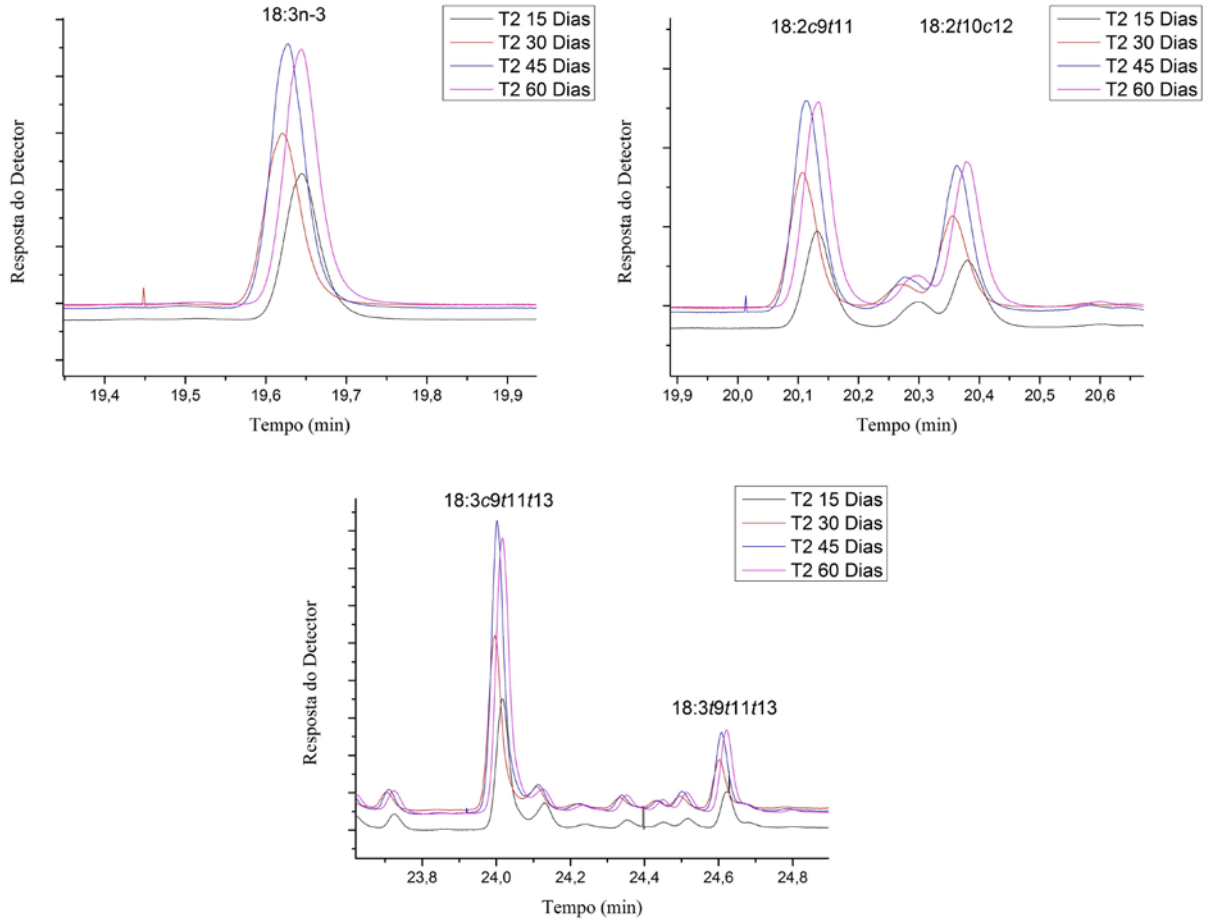 18:3n-3
T2 15 Dias
T2 30 Dias
T2 45 Dias
T2 60 Dias
Resposta do Detector
19,4 19,5 19,6 19,7 19,8 19,9
Tempo (min)
18:2c9t11 18:2t10c12
T2 15 Dias
T2 30 Dias
T2 45 Dias
T2 60 Dias
Resposta do Detector
19,9 20,0 20,1 20,2 20,3 20,4 20,5 20,6
Tempo (min)
18:3c9t11t13
T2 15 Dias
T2 30 Dias
T2 45 Dias
T2 60 Dias
Resposta do Detector
18:3t9t11t13
23,8 24,0 24,2 24,4 24,6 24,8
Tempo (min)